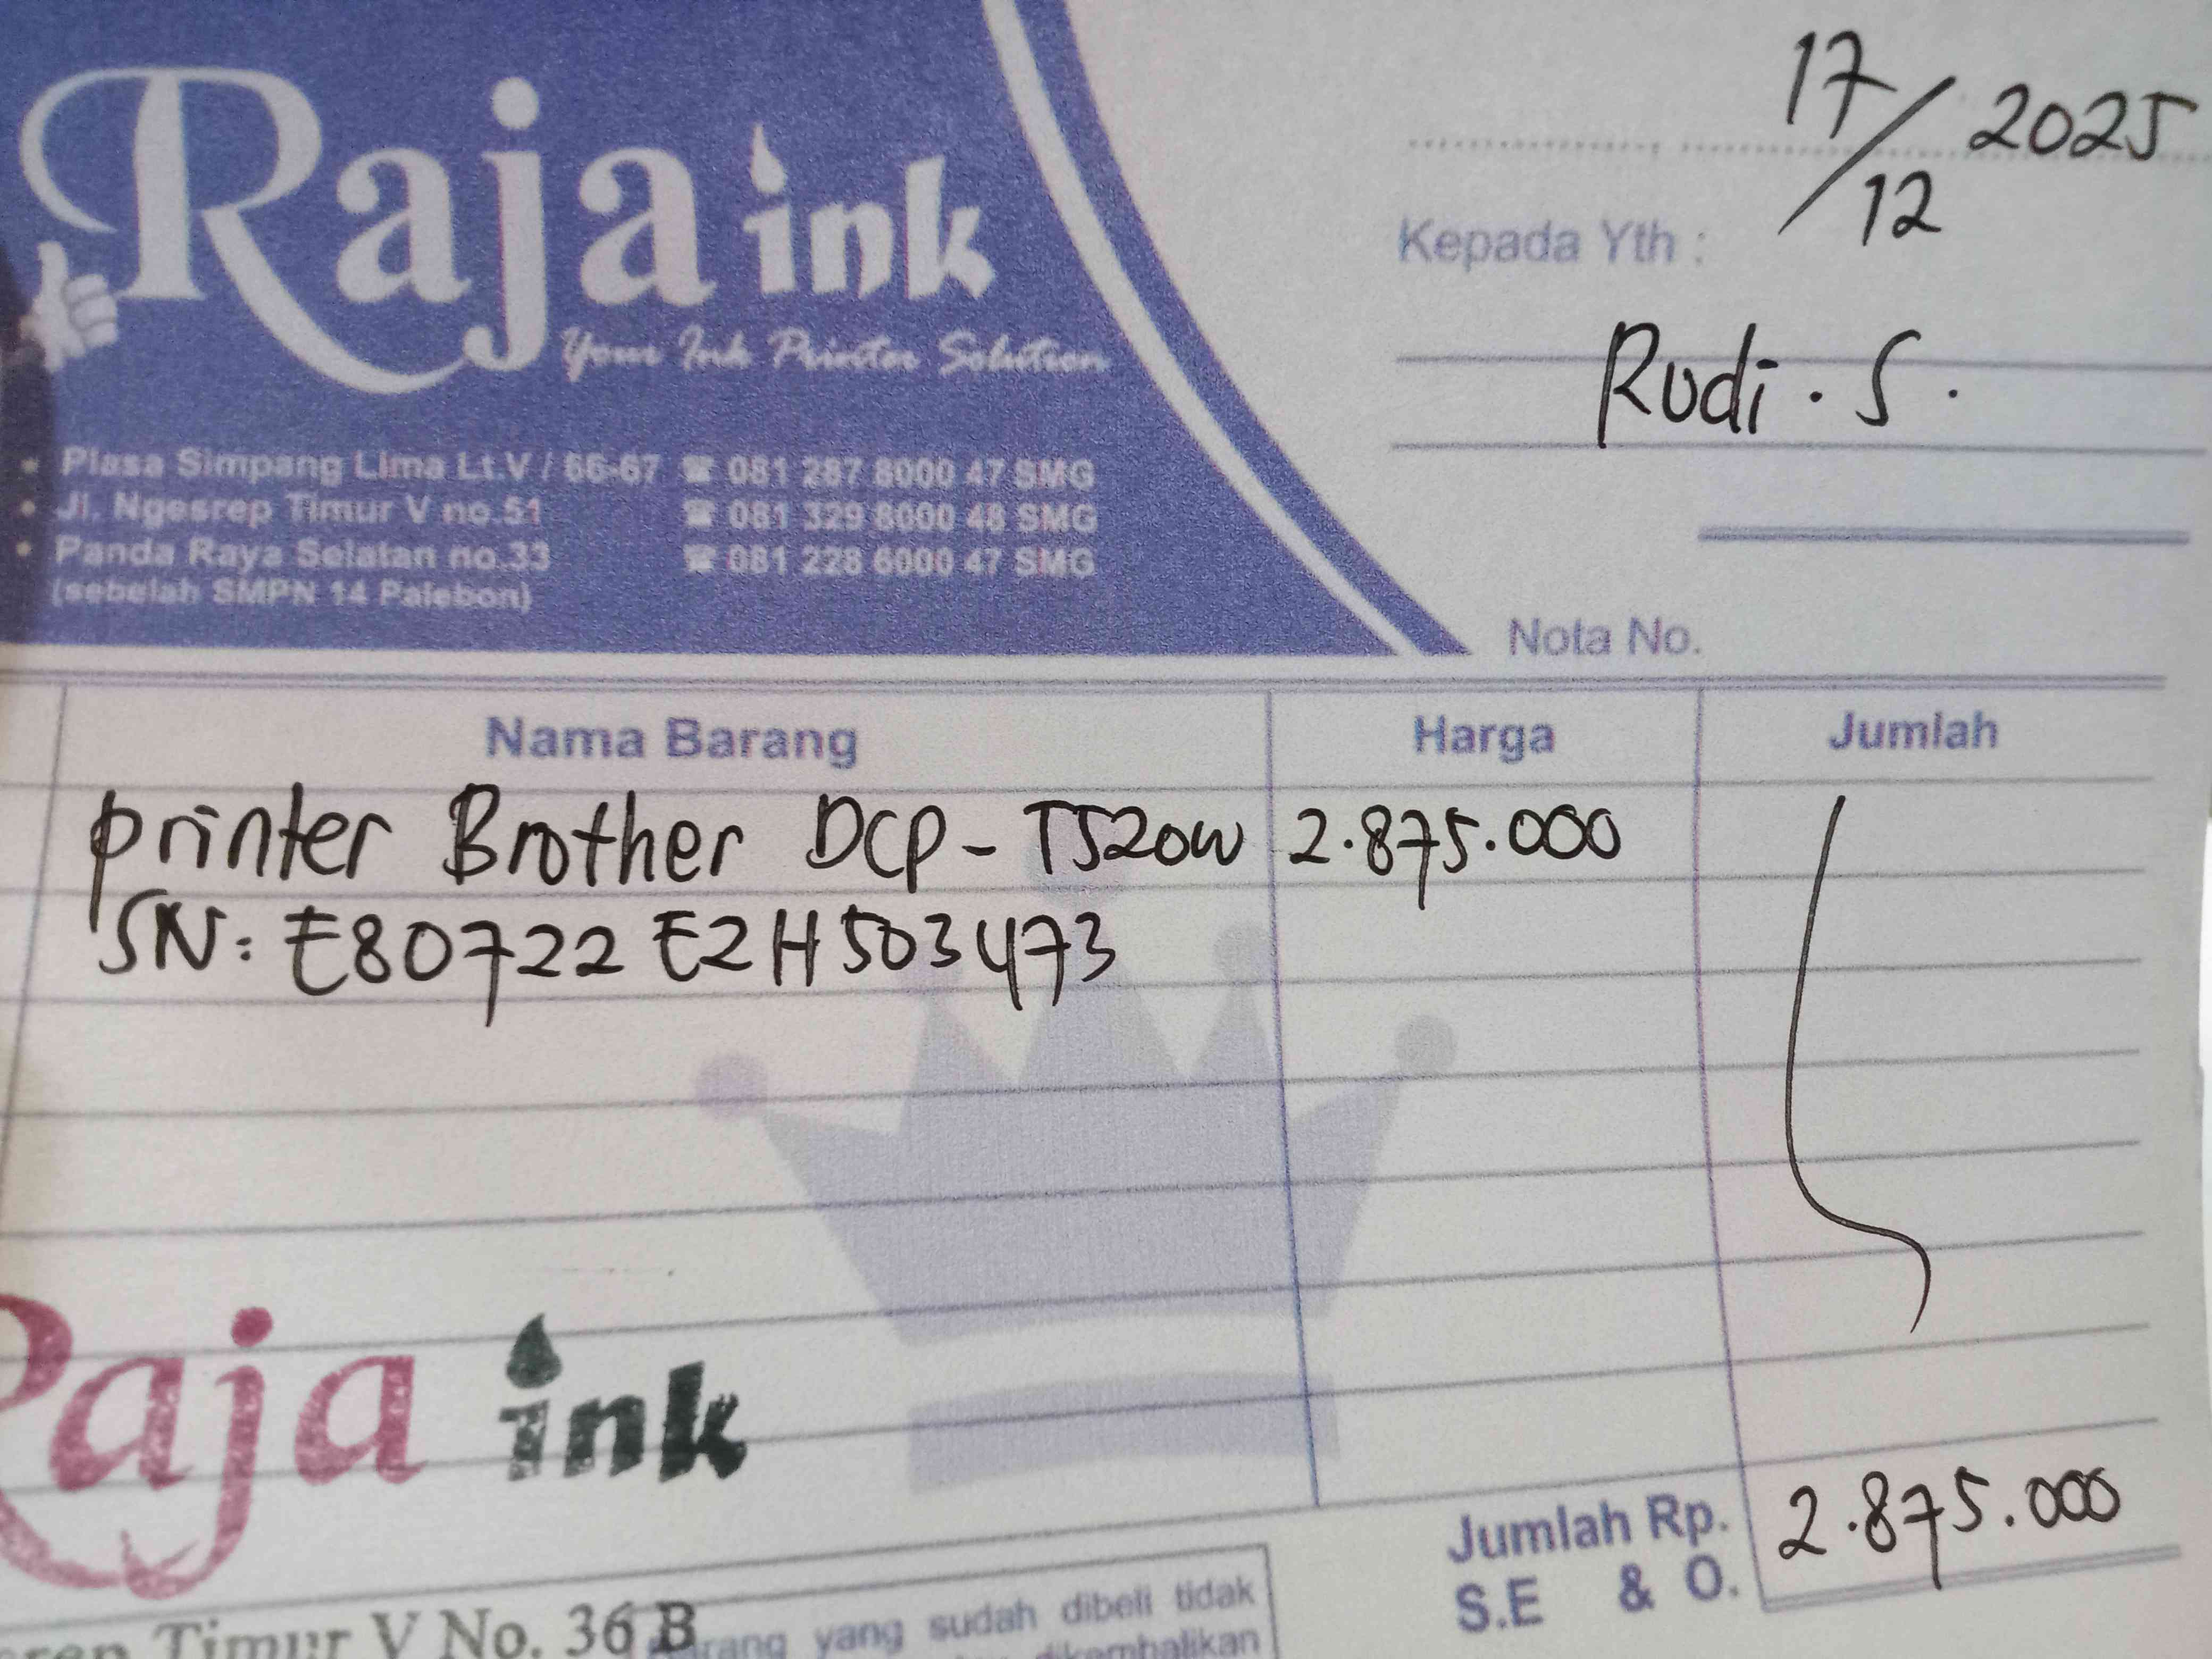 Raja ink
Your Ink Printer Solution
Plasa Simpang Lima Lt.V / 66-67 ☎ 081 287 8000 47 SMG
Jl. Ngesrep Timur V no.51 ☎ 081 329 8000 48 SMG
Panda Raya Selatan no.33 ☎ 081 228 6000 47 SMG
(sebelah SMPN 14 Palebon)
17/12 2025
Kepada Yth :
Rudi . S .
Nota No.
Nama Barang Harga Jumlah
printer Brother DCP - T520W 2.875.000
SN : E80722E2H503473
Raja ink
Jumlah Rp. 2.875.000
S.E & O.
Timur V No. 36 B
yang sudah dibeli tidak
dikembalikan